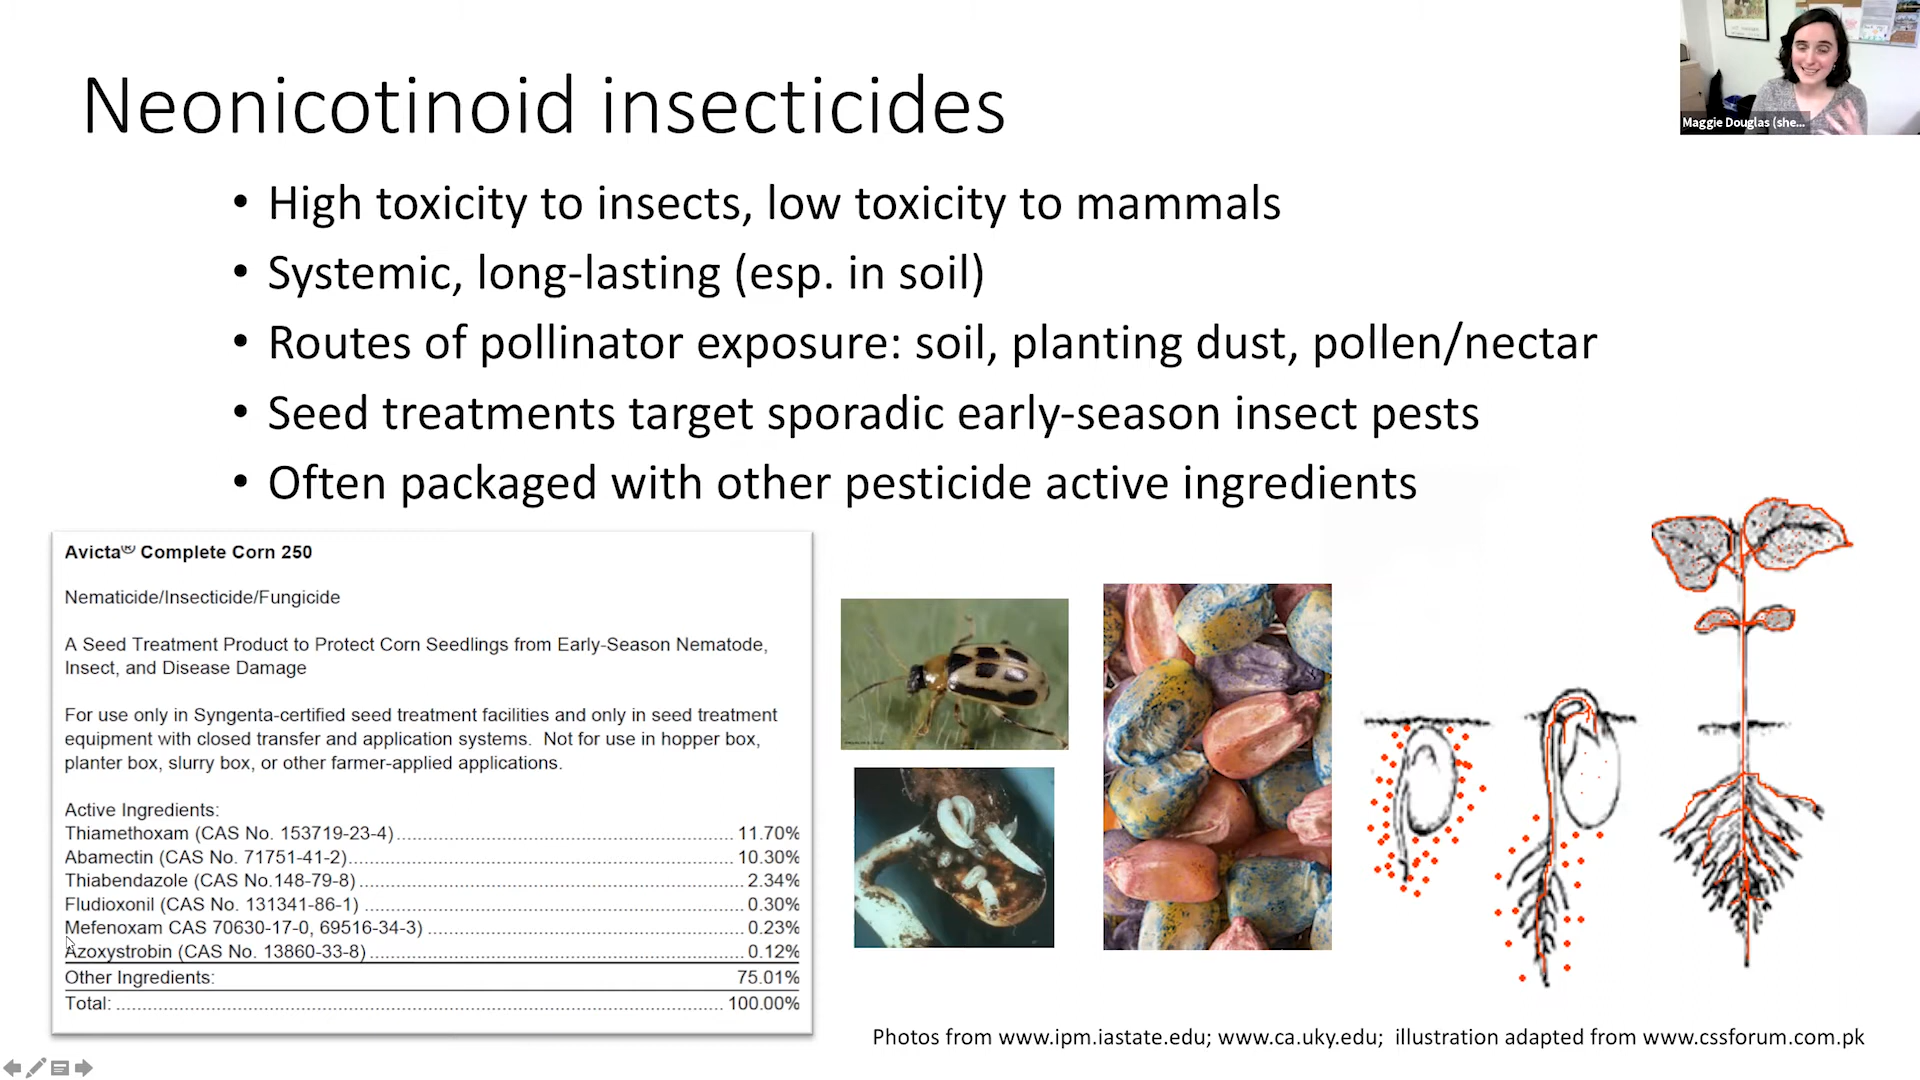 Neonicotinoid insecticides
Maggie Douglas (she...
• High toxicity to insects, low toxicity to mammals
• Systemic, long-lasting (esp. in soil)
• Routes of pollinator exposure: soil, planting dust, pollen/nectar
• Seed treatments target sporadic early-season insect pests
• Often packaged with other pesticide active ingredients
Avicta® Complete Corn 250
Nematicide/Insecticide/Fungicide
A Seed Treatment Product to Protect Corn Seedlings from Early-Season Nematode,
Insect, and Disease Damage
For use only in Syngenta-certified seed treatment facilities and only in seed treatment
equipment with closed transfer and application systems. Not for use in hopper box,
planter box, slurry box, or other farmer-applied applications.
Active Ingredients:
Thiamethoxam (CAS No. 153719-23-4) 11.70%
Abamectin (CAS No. 71751-41-2) 10.30%
Thiabendazole (CAS No.148-79-8) 2.34%
Fludioxonil (CAS No. 131341-86-1) 0.30%
Mefenoxam CAS 70630-17-0, 69516-34-3) 0.23%
Azoxystrobin (CAS No. 13860-33-8) 0.12%
Other Ingredients: 75.01%
Total: 100.00%
Photos from www.ipm.iastate.edu; www.ca.uky.edu; illustration adapted from www.cssforum.com.pk